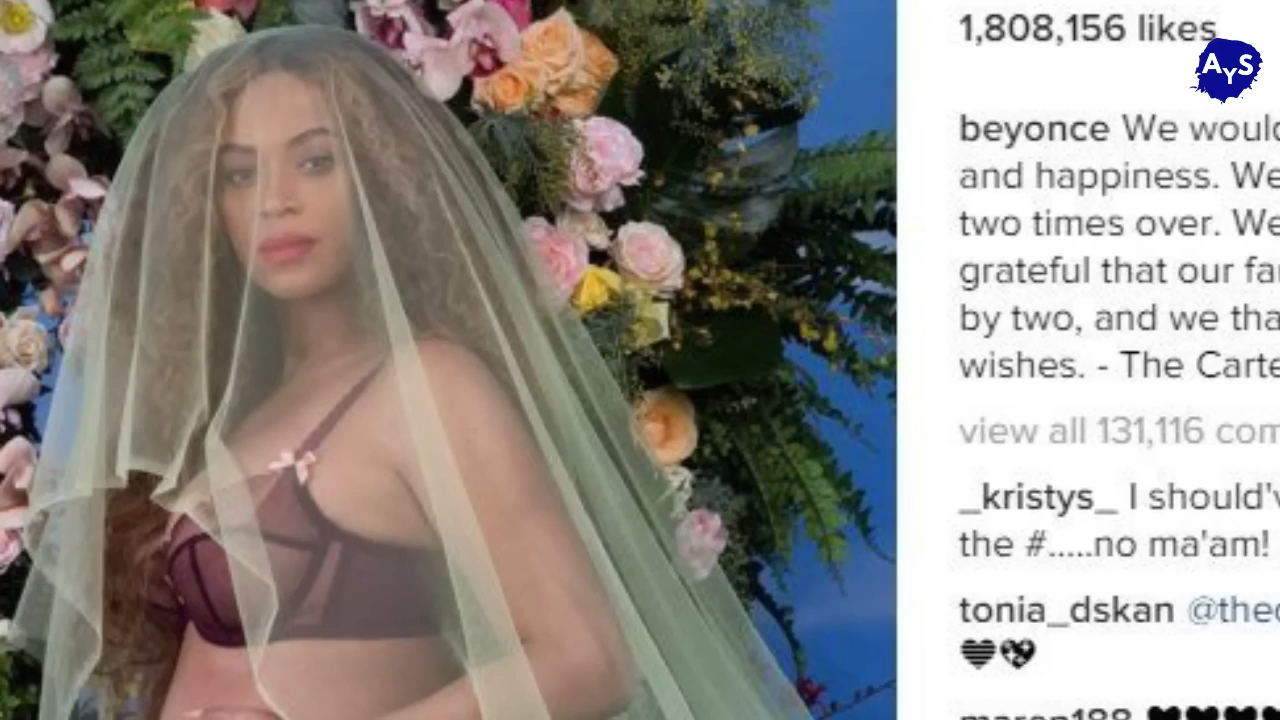 1,808,156 likes
AyS
beyonce We would
and happiness. We
two times over. We
grateful that our fa
by two, and we tha
wishes. - The Carte
view all 131,116 com
_kristys_ I should'v
the #.....no ma'am!
tonia_dskan @thed
maren188